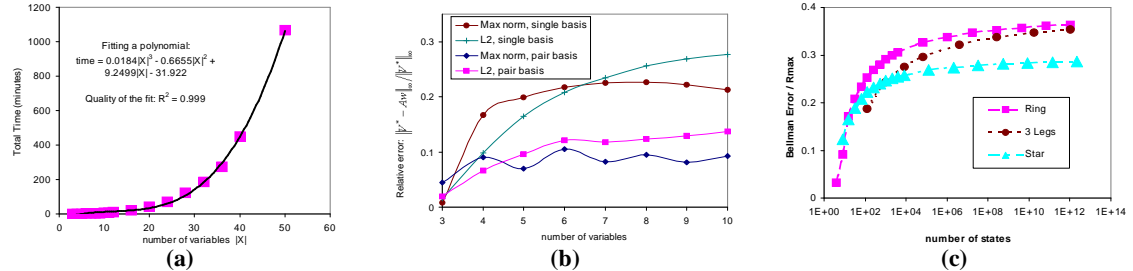 1200
1000
800
600
400
200
0
Total Time (minutes)
Fitting a polynomial:
time = 0.0184|X|³ - 0.6655|X|² +
9.2499|X| - 31.922
Quality of the fit: R² = 0.999
0 10 20 30 40 50 60
number of variables |X|
(a)
Max norm, single basis
L2, single basis
Max norm, pair basis
L2, pair basis
0.3
0.2
0.1
0
Relative error: ||𝒱* − Aw||∞ / ||𝒱*||∞
3 4 5 6 7 8 9 10
number of variables
(b)
0.4
0.3
0.2
0.1
0
Bellman Error / Rmax
Ring
3 Legs
Star
1E+00 1E+02 1E+04 1E+06 1E+08 1E+10 1E+12 1E+14
number of states
(c)